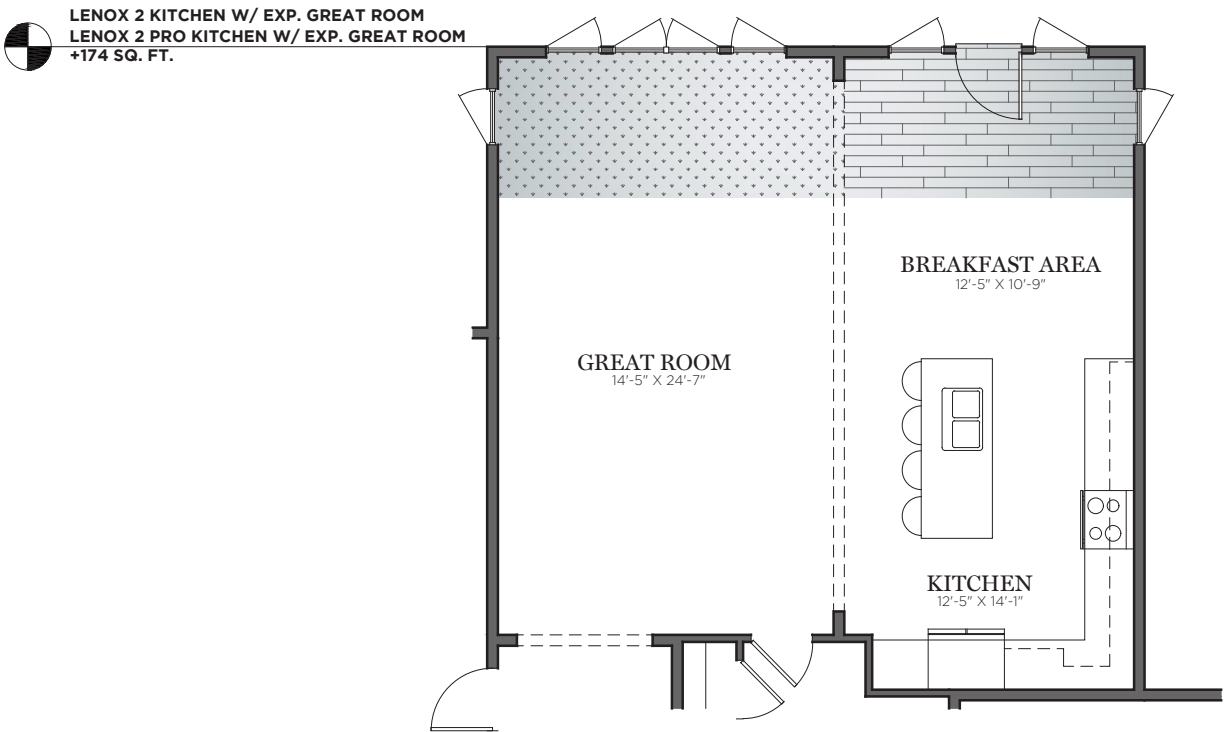 LENOX 2 KITCHEN W/ EXP. GREAT ROOM
LENOX 2 PRO KITCHEN W/ EXP. GREAT ROOM
+174 SQ. FT.
BREAKFAST AREA
12'-5" X 10'-9"
GREAT ROOM
14'-5" X 24'-7"
KITCHEN
12'-5" X 14'-1"